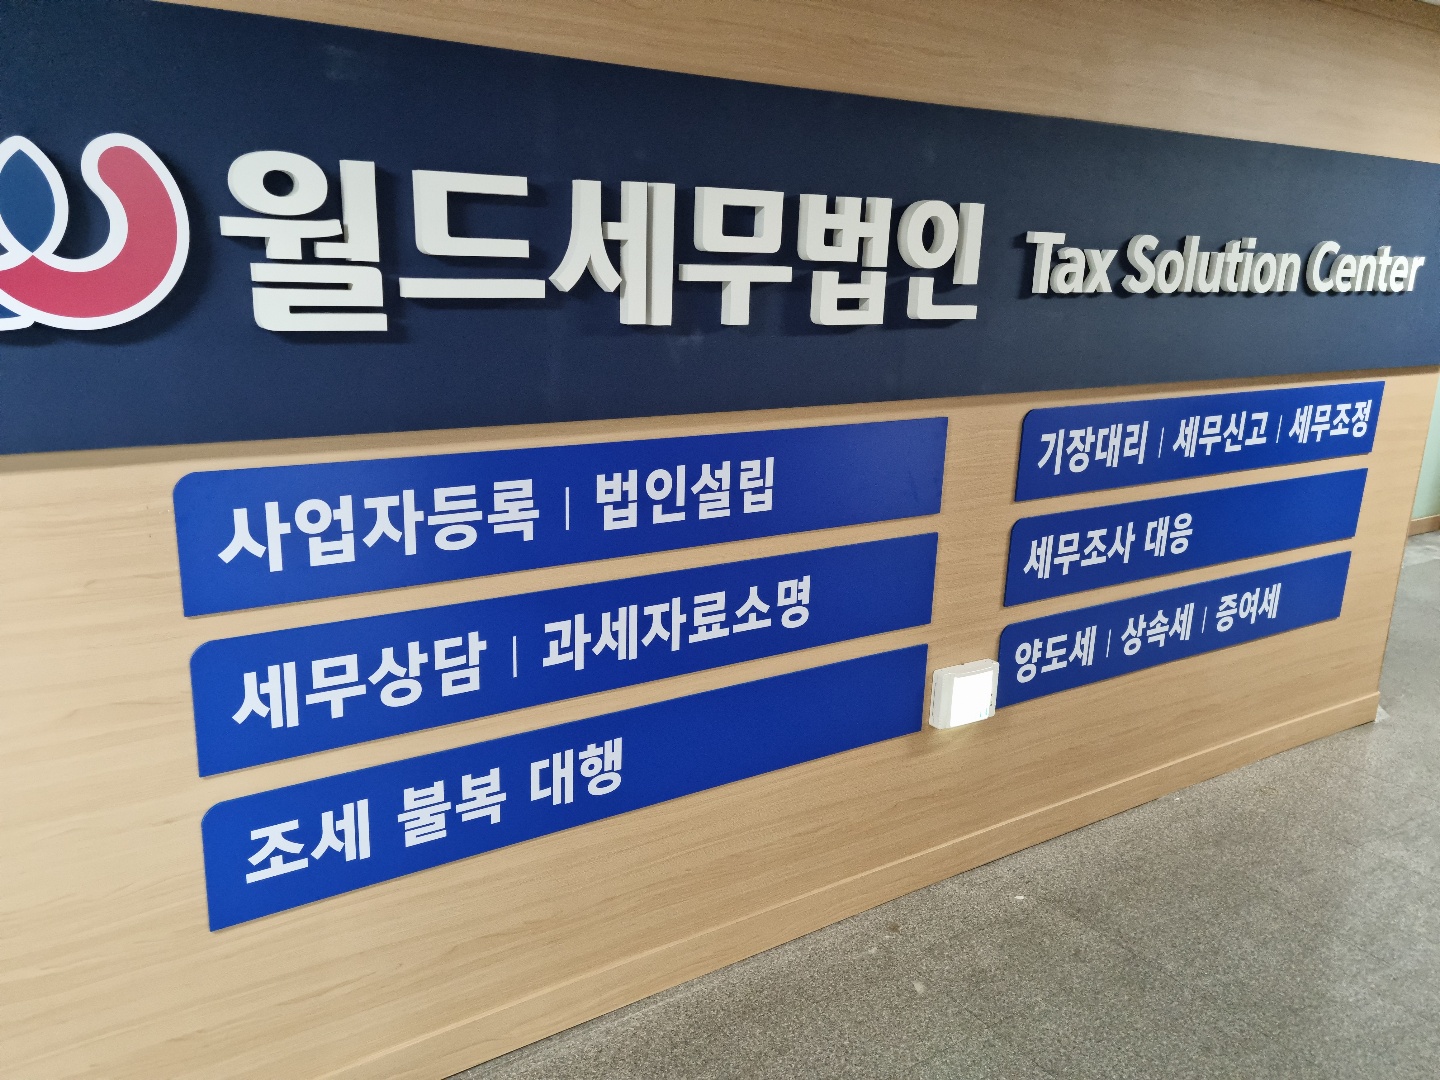 월드세무법인 Tax Solution Center
사업자등록 | 법인설립
세무상담 | 과세자료소명
조세 불복 대행
기장대리 | 세무신고 | 세무조정
세무조사 대응
양도세 | 상속세 | 증여세